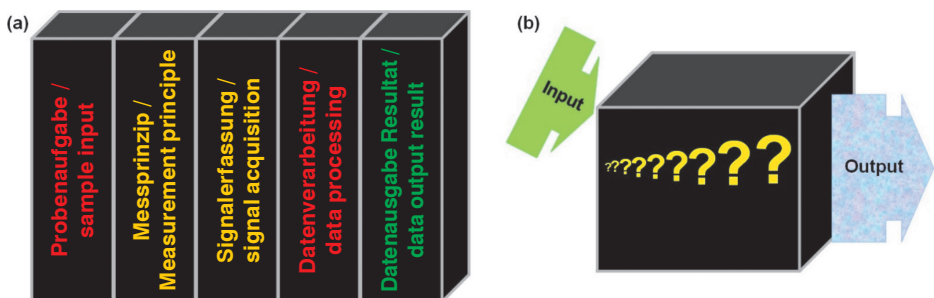 (a)
Probenaufgabe /
sample input
Messprinzip /
Measurement principle
Signalerfassung /
signal acquisition
Datenverarbeitung /
data processing
Datenausgabe Resultat /
data output result
(b)
Input
?????????
Output